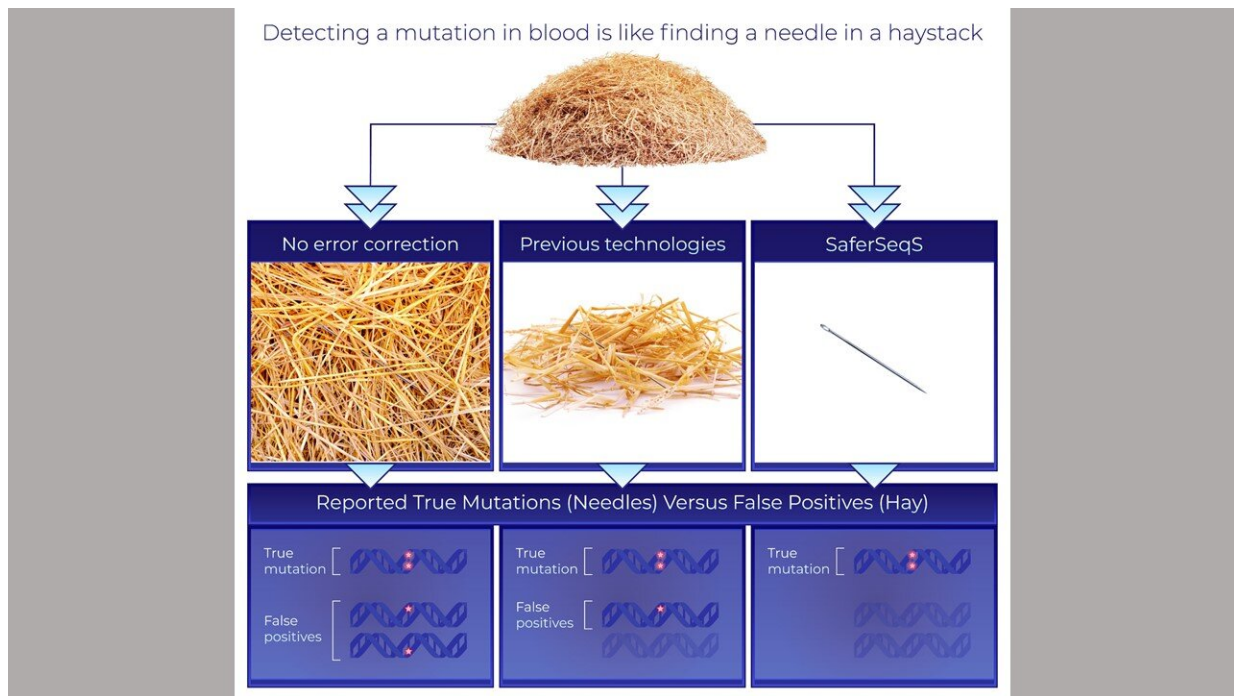 Detecting a mutation in blood is like finding a needle in a haystack
No error correction
Previous technologies
SaferSeqS
Reported True Mutations (Needles) Versus False Positives (Hay)
True
mutation
False
positives
True
mutation
False
positives
True
mutation